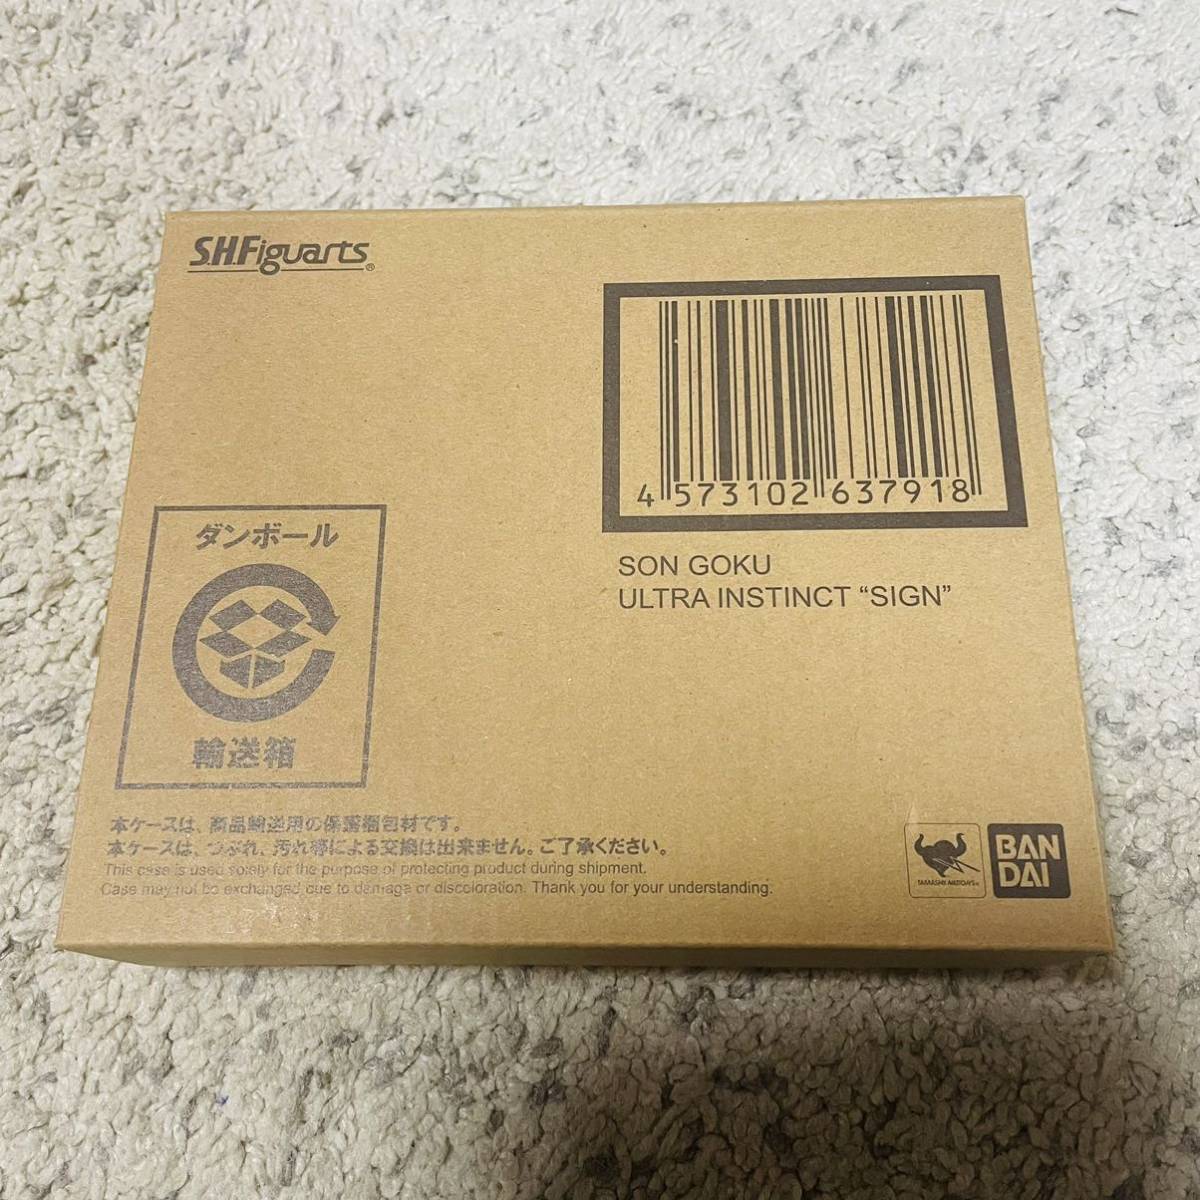 S.H.Figuarts®
4 573102 637918
SON GOKU
ULTRA INSTINCT “SIGN”
ダンボール
輸送箱
本ケースは、商品輸送用の保護梱包材です。
本ケースは、つぶれ、汚れ等による交換は出来ません。ご了承ください。
This case is used solely for the purpose of protecting product during shipment.
Case may not be exchanged due to damage or discoloration. Thank you for your understanding.
TAMASHII NATIONS
BAN
DAI